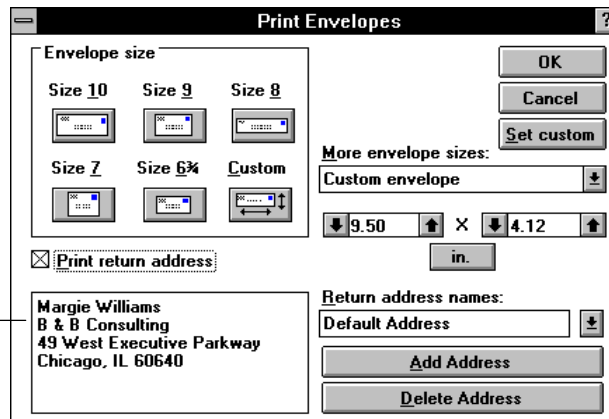 Print Envelopes
?
Envelope size
Size 10
Size 9
Size 8
Size 7
Size 6¾
Custom
OK
Cancel
Set custom
More envelope sizes:
Custom envelope
9.50 X 4.12
in.
Print return address
Margie Williams
B & B Consulting
49 West Executive Parkway
Chicago, IL 60640
Return address names:
Default Address
Add Address
Delete Address